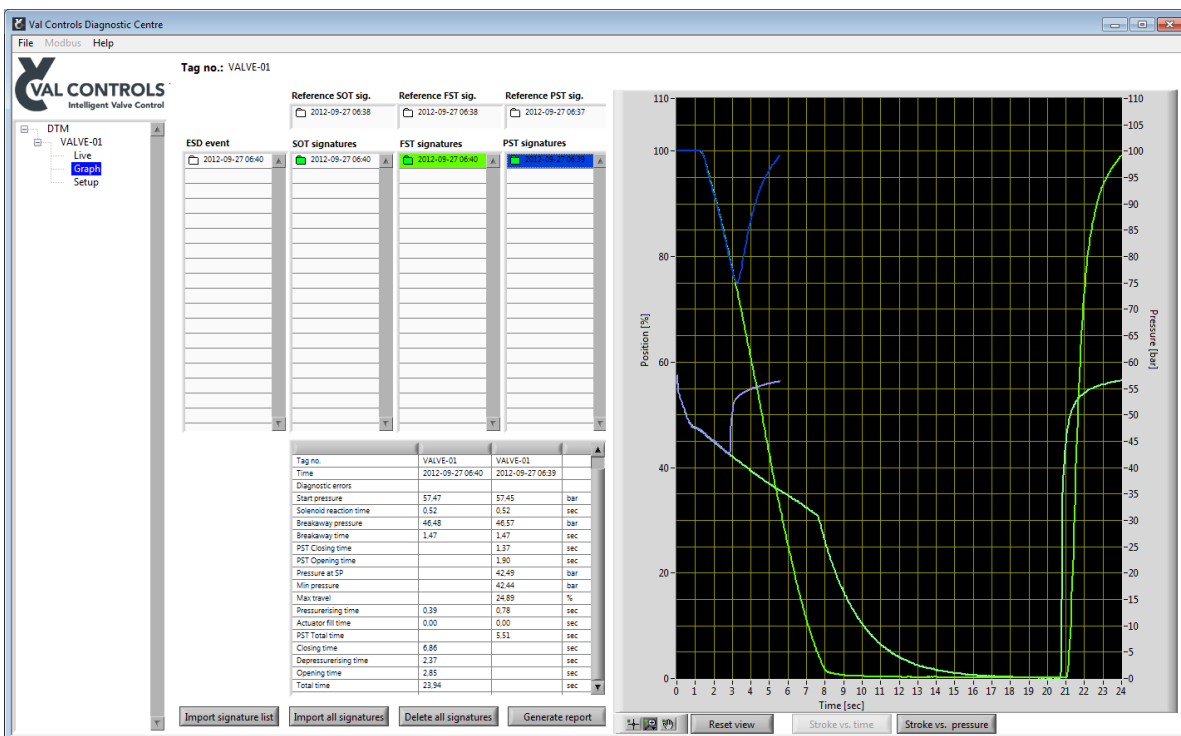 Val Controls Diagnostic Centre
File Modbus Help
VAL CONTROLS
Intelligent Valve Control
Tag no.: VALVE-01
DTM
VALVE-01
Live
Graph
Setup
Reference SOT sig. Reference FST sig. Reference PST sig.
2012-09-27 06:38 2012-09-27 06:38 2012-09-27 06:37
ESD event SOT signatures FST signatures PST signatures
2012-09-27 06:40 2012-09-27 06:40 2012-09-27 06:40 2012-09-27 06:39
Tag no. VALVE-01 VALVE-01
Time 2012-09-27 06:40 2012-09-27 06:39
Diagnostic errors
Start pressure 57,47 57,45 bar
Solenoid reaction time 0,52 0,52 sec
Breakaway pressure 46,48 46,57 bar
Breakaway time 1,47 1,47 sec
PST Closing time 1,37 sec
PST Opening time 1,90 sec
Pressure at SP 42,49 bar
Min pressure 42,44 bar
Max travel 24,89 %
Pressurerising time 0,39 0,78 sec
Actuator fill time 0,00 0,00 sec
PST Total time 5,51 sec
Closing time 6,86 sec
Depressurerising time 2,37 sec
Opening time 2,85 sec
Total time 23,94 sec
Import signature list Import all signatures Delete all signatures Generate report
Position [%]
110
100
80
60
40
20
0
110
105
100
95
90
85
80
75
70
65
60
55
50
45
40
35
30
25
20
15
10
5
0
Pressure [bar]
0 1 2 3 4 5 6 7 8 9 10 11 12 13 14 15 16 17 18 19 20 21 22 23 24
Time [sec]
Reset view Stroke vs. time Stroke vs. pressure